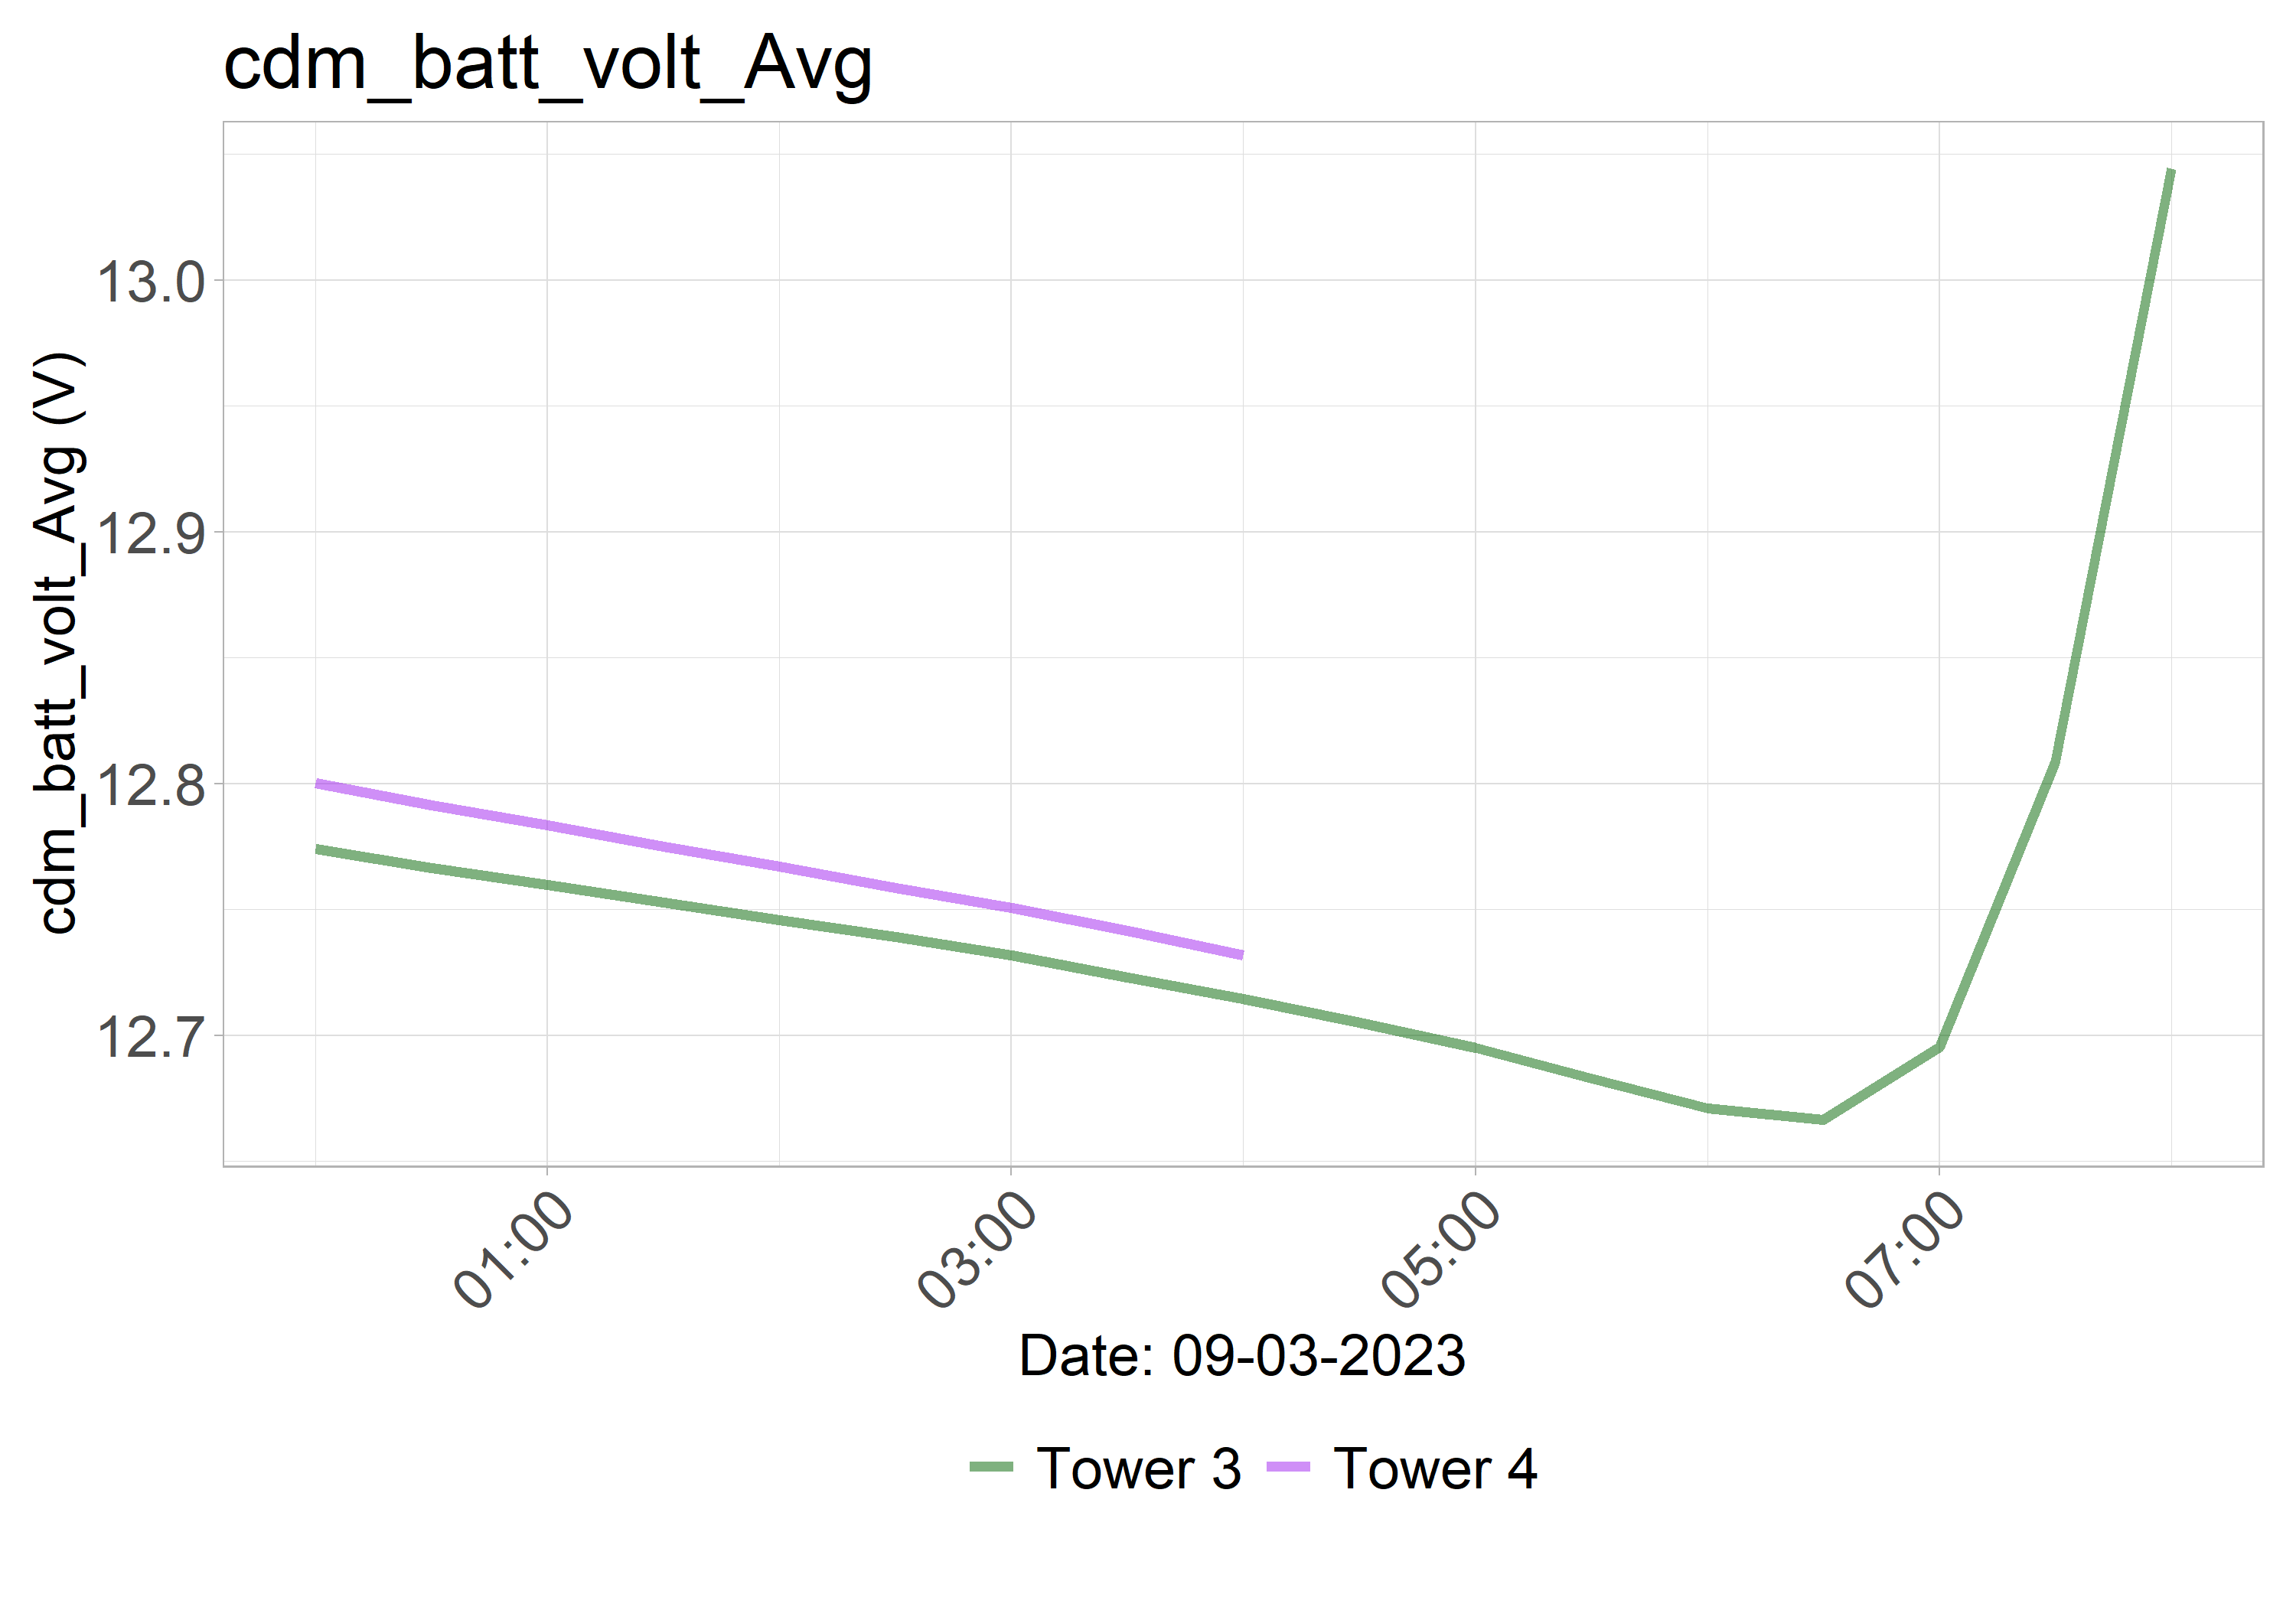 cdm_batt_volt_Avg
cdm_batt_volt_Avg (V)
13.0
12.9
12.8
12.7
01:00
03:00
05:00
07:00
Date: 09-03-2023
Tower 3
Tower 4